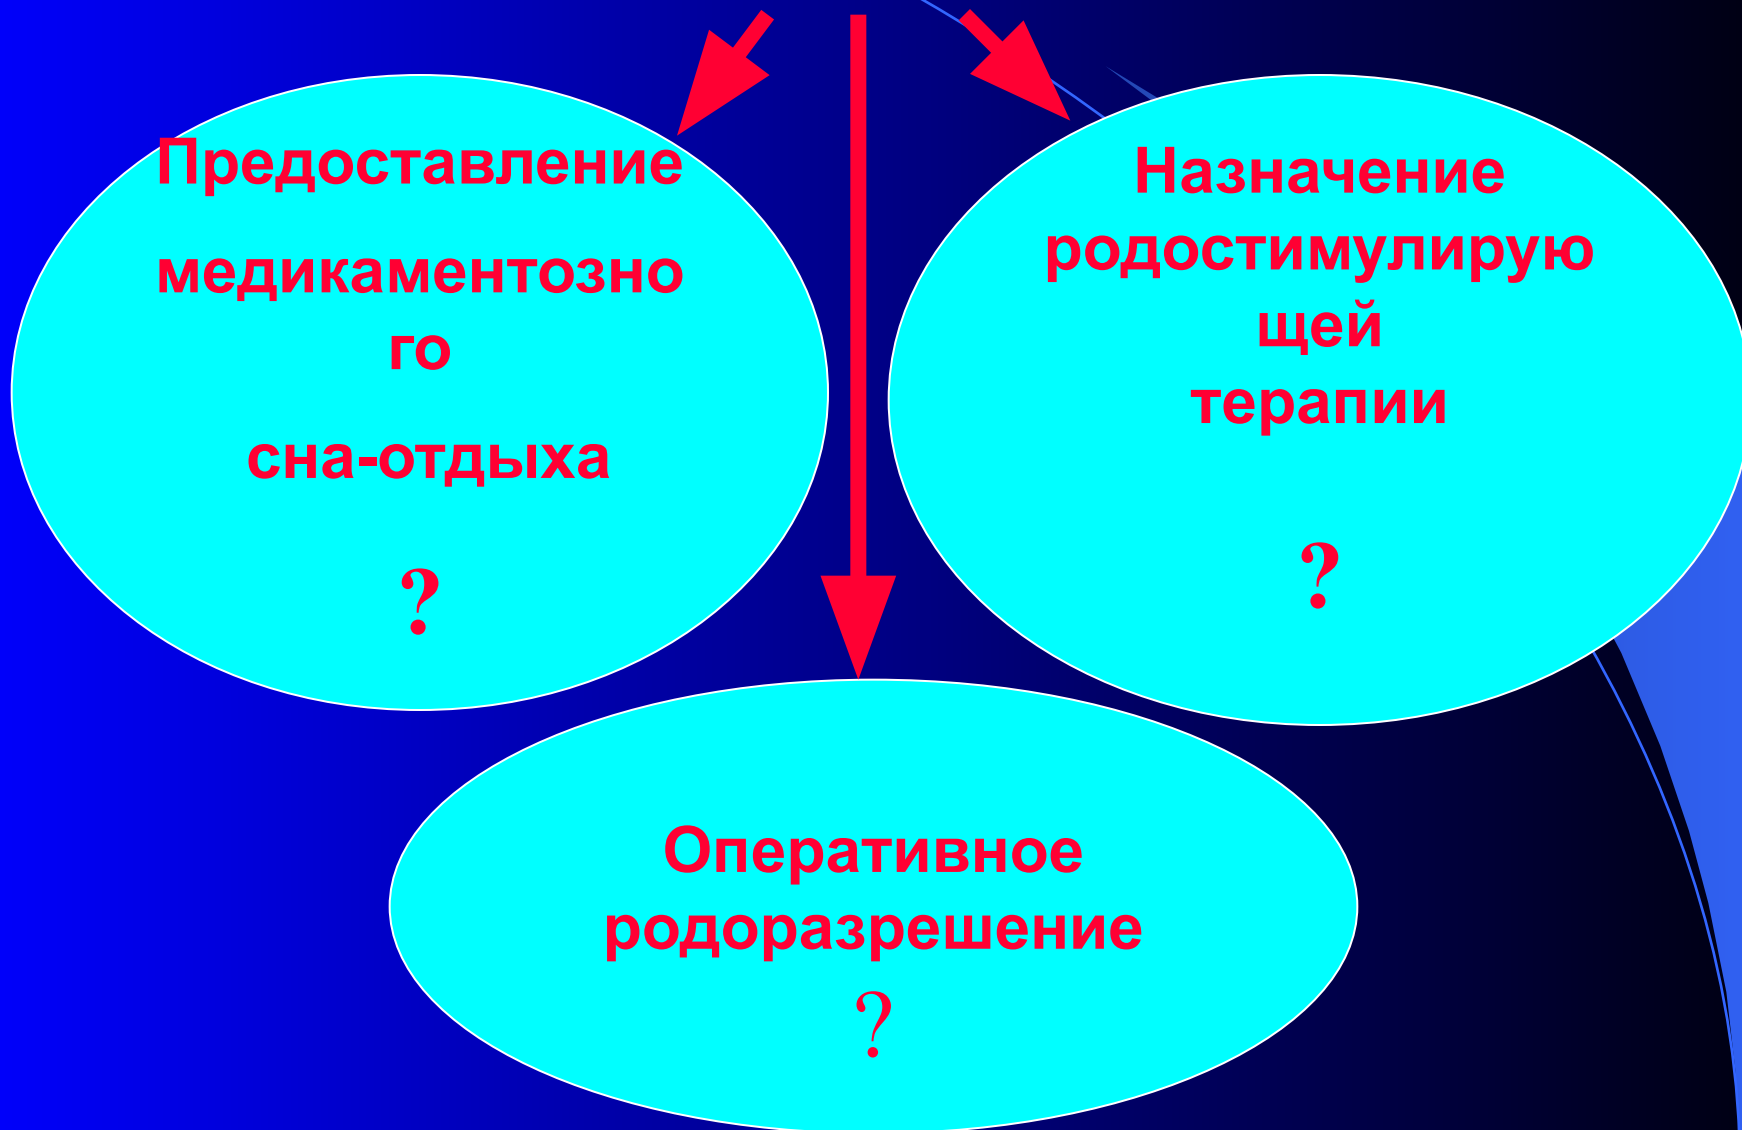 Предоставление
медикаментозно
го
сна-отдыха
?
Назначение
родостимулирую
щей
терапии
?
Оперативное
родоразрешение
?